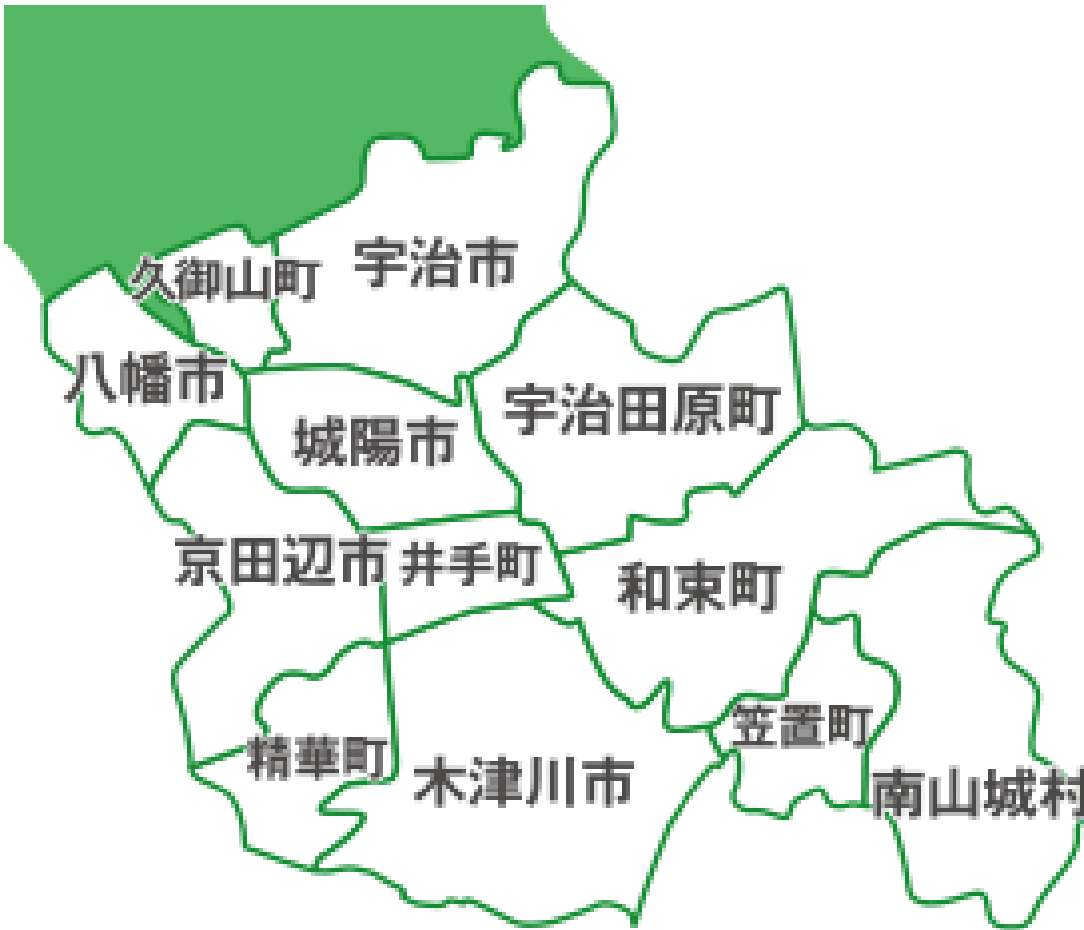 宇治市
久御山町
八幡市
宇治田原町
城陽市
京田辺市
井手町
和束町
笠置町
精華町
木津川市
南山城村